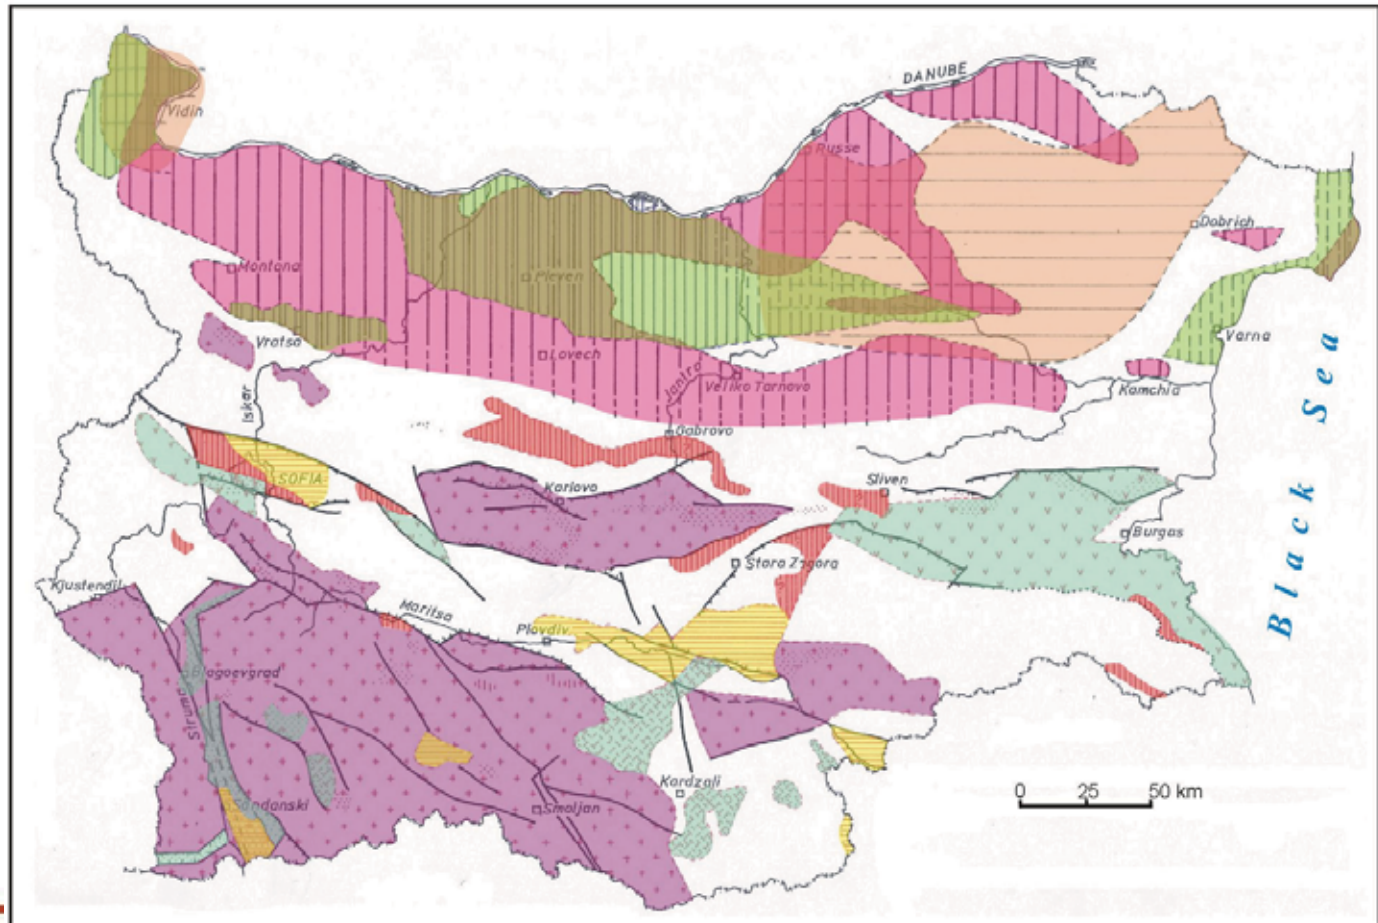 DANUBE
Vidin
Russe
Dobrich
Montana
Pleven
Varna
Vratsa
Lovech
Jantra
Veliko Tarnovo
Kamchia
Iskar
Gabrovo
SOFIA
Karlovo
Sliven
Burgas
Stara Zagora
Kjustendil
Maritsa
Plovdiv
Blagoevgrad
Struma
Kardzali
Sandanski
Smoljan
Black Sea
0 25 50 km